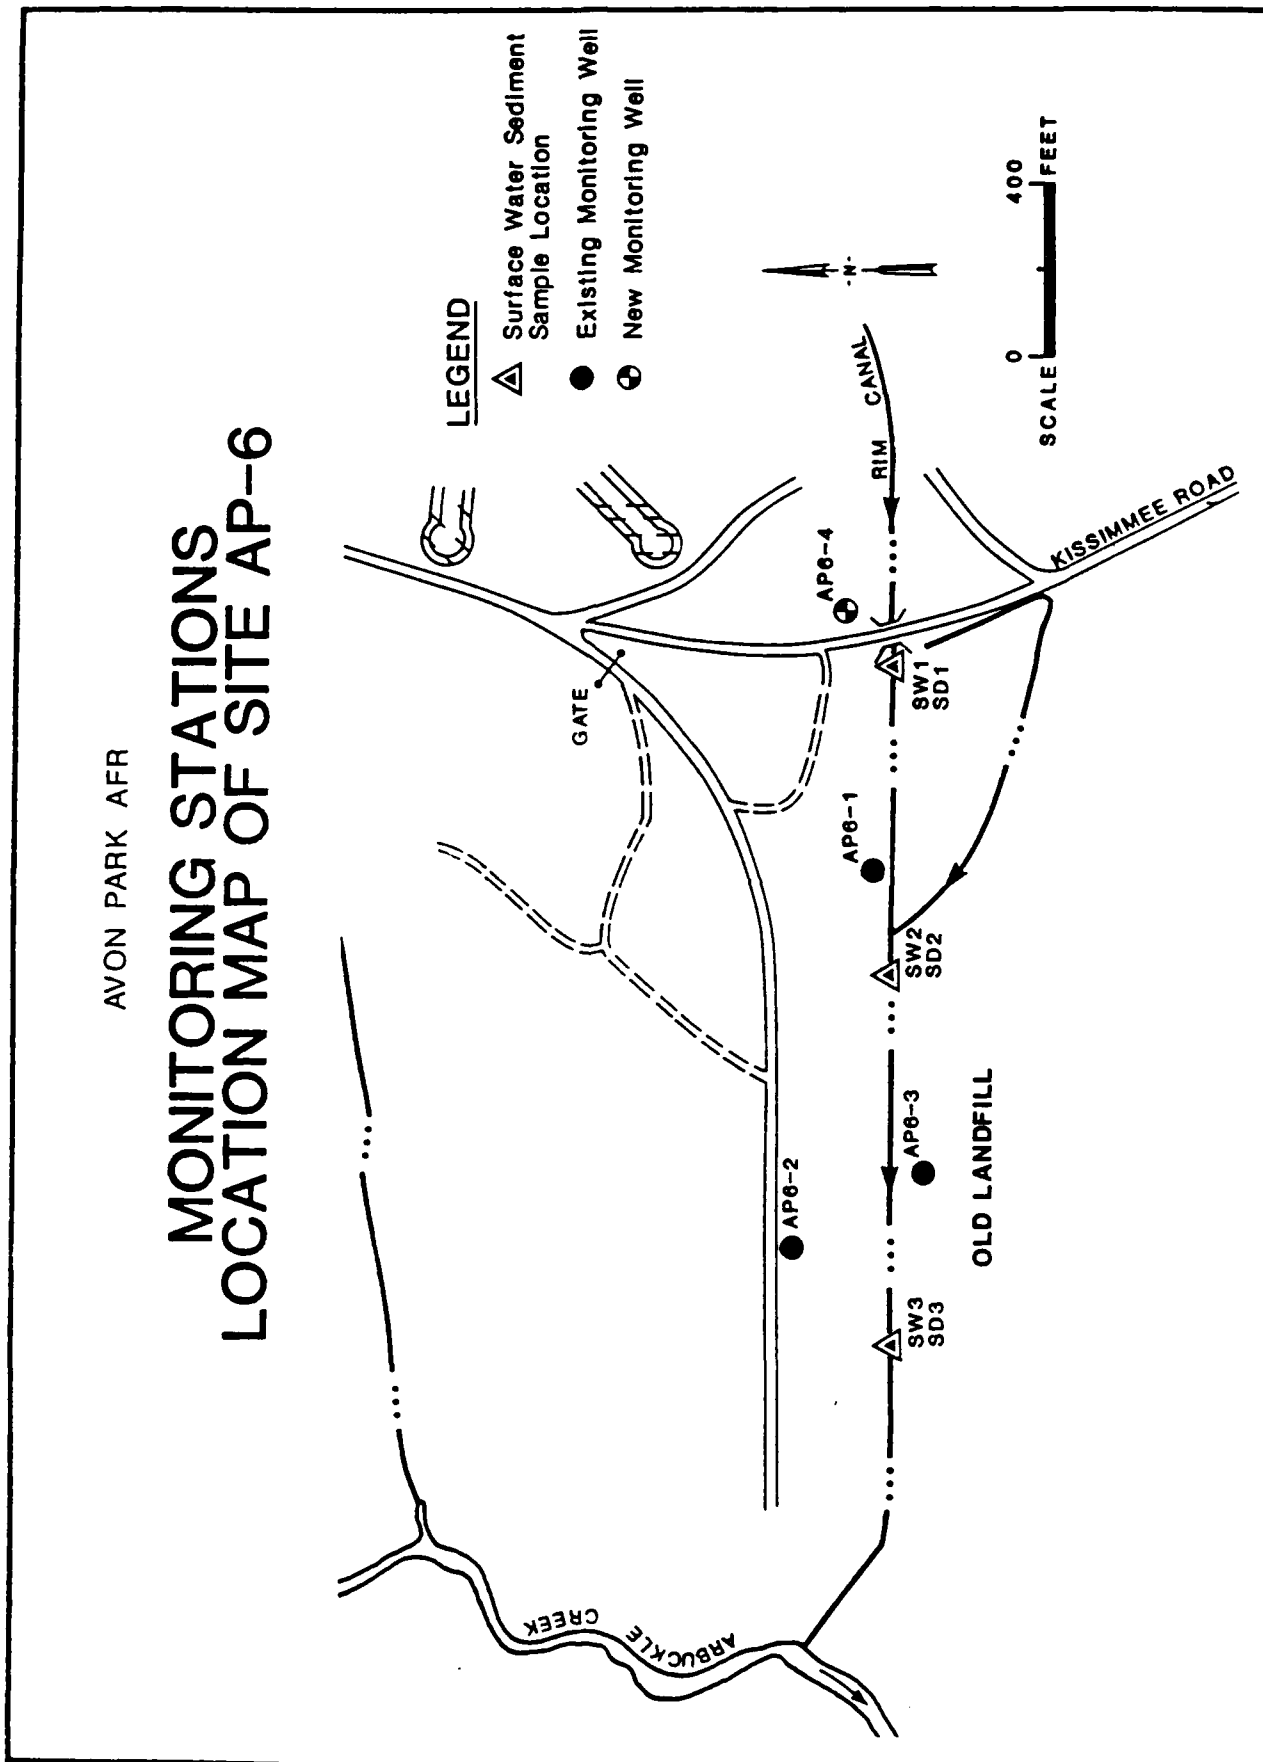 AVON PARK AFR
MONITORING STATIONS
LOCATION MAP OF SITE AP-6
LEGEND
Surface Water Sediment
Sample Location
Existing Monitoring Well
New Monitoring Well
GATE
AP6-4
AP6-1
AP6-2
AP6-3
SW1
SD1
SW2
SD2
SW3
SD3
OLD LANDFILL
ARBUCKLE
CREEK
RIM
CANAL
KISSIMMEE ROAD
-N-
0
400
SCALE
FEET